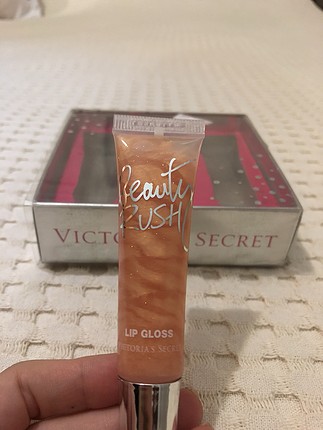 Beauty
RUSH
VICTO SECRET
LIP GLOSS
VICTORIA'S SECRET